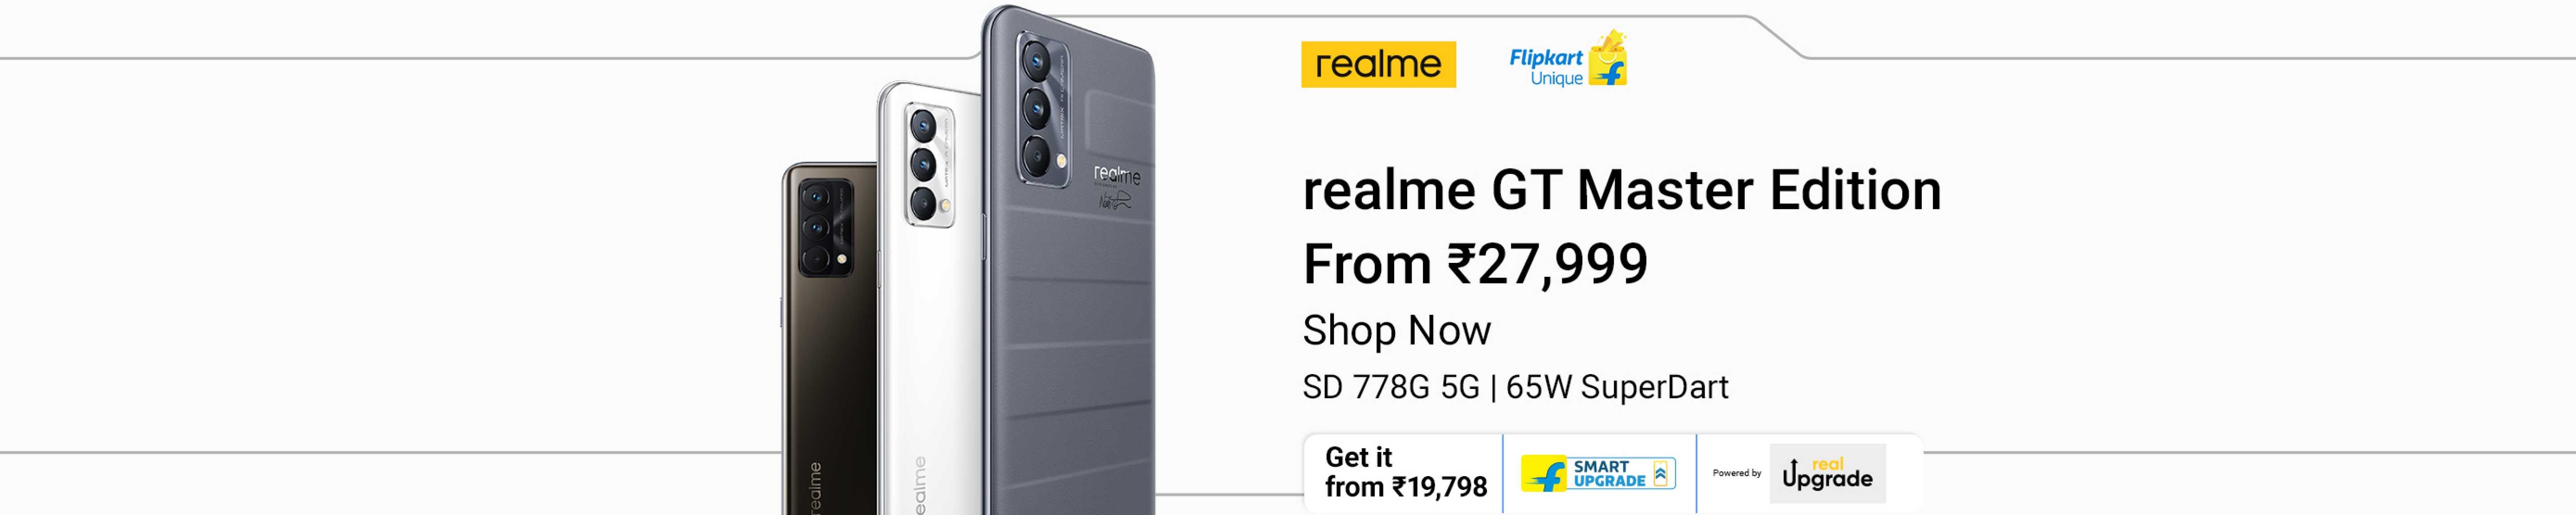 realme
Flipkart
Unique
realme GT Master Edition
From ₹27,999
Shop Now
SD 778G 5G | 65W SuperDart
Get it
from ₹19,798
SMART
UPGRADE
Powered by
real
Upgrade
realme
realme
ealme